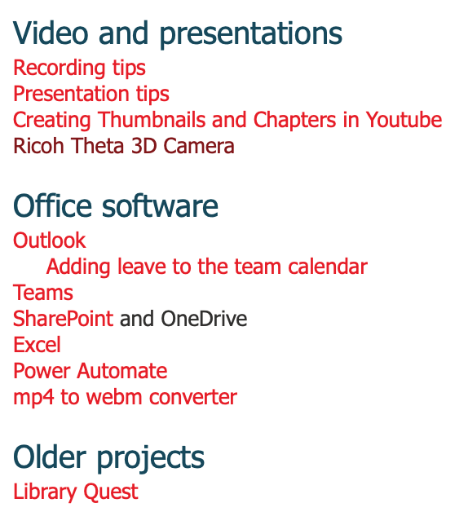 Video and presentations
Recording tips
Presentation tips
Creating Thumbnails and Chapters in Youtube
Ricoh Theta 3D Camera
Office software
Outlook
Adding leave to the team calendar
Teams
SharePoint and OneDrive
Excel
Power Automate
mp4 to webm converter
Older projects
Library Quest